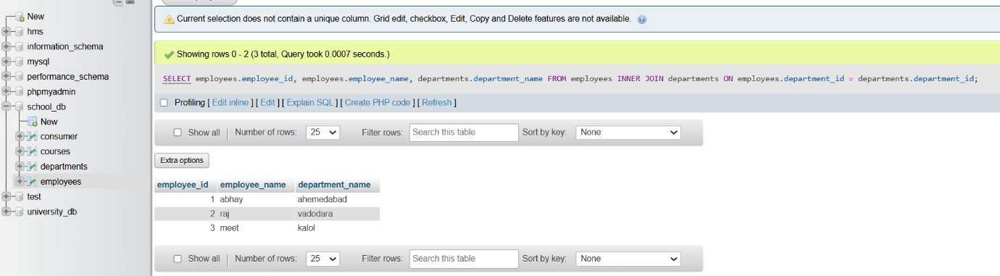 New
hms
information_schema
mysql
performance_schema
phpmyadmin
school_db
New
consumer
courses
departments
employees
test
university_db
Current selection does not contain a unique column. Grid edit, checkbox, Edit, Copy and Delete features are not available.
Showing rows 0 - 2 (3 total, Query took 0.0007 seconds.)
SELECT employees.employee_id, employees.employee_name, departments.department_name FROM employees INNER JOIN departments ON employees.department_id = departments.department_id;
Profiling [ Edit inline ] [ Edit ] [ Explain SQL ] [ Create PHP code ] [ Refresh ]
Show all | Number of rows: 25 Filter rows: Search this table Sort by key: None
Extra options
employee_id employee_name department_name
1 abhay ahemedabad
2 raj vadodara
3 meet kalol
Show all | Number of rows: 25 Filter rows: Search this table Sort by key: None